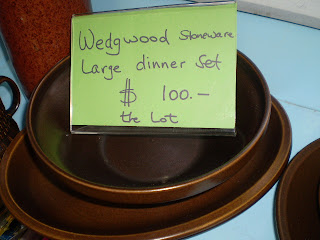 Wedgwood Stoneware
Large dinner Set
$ 100.-
the Lot